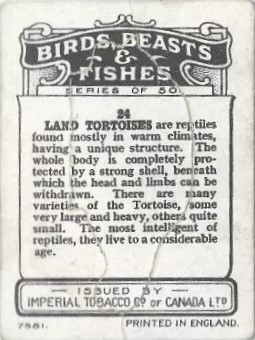 BIRDS, BEASTS
&
FISHES
SERIES OF 50.
24
LAND TORTOISES are reptiles
found mostly in warm climates,
having a unique structure. The
whole body is completely pro-
tected by a strong shell, beneath
which the head and limbs can be
withdrawn. There are many
varieties of the Tortoise, some
very large and heavy, others quite
small. The most intelligent of
reptiles, they live to a considerable
age.
— ISSUED BY —
IMPERIAL TOBACCO Co OF CANADA LTD
7681.
PRINTED IN ENGLAND.